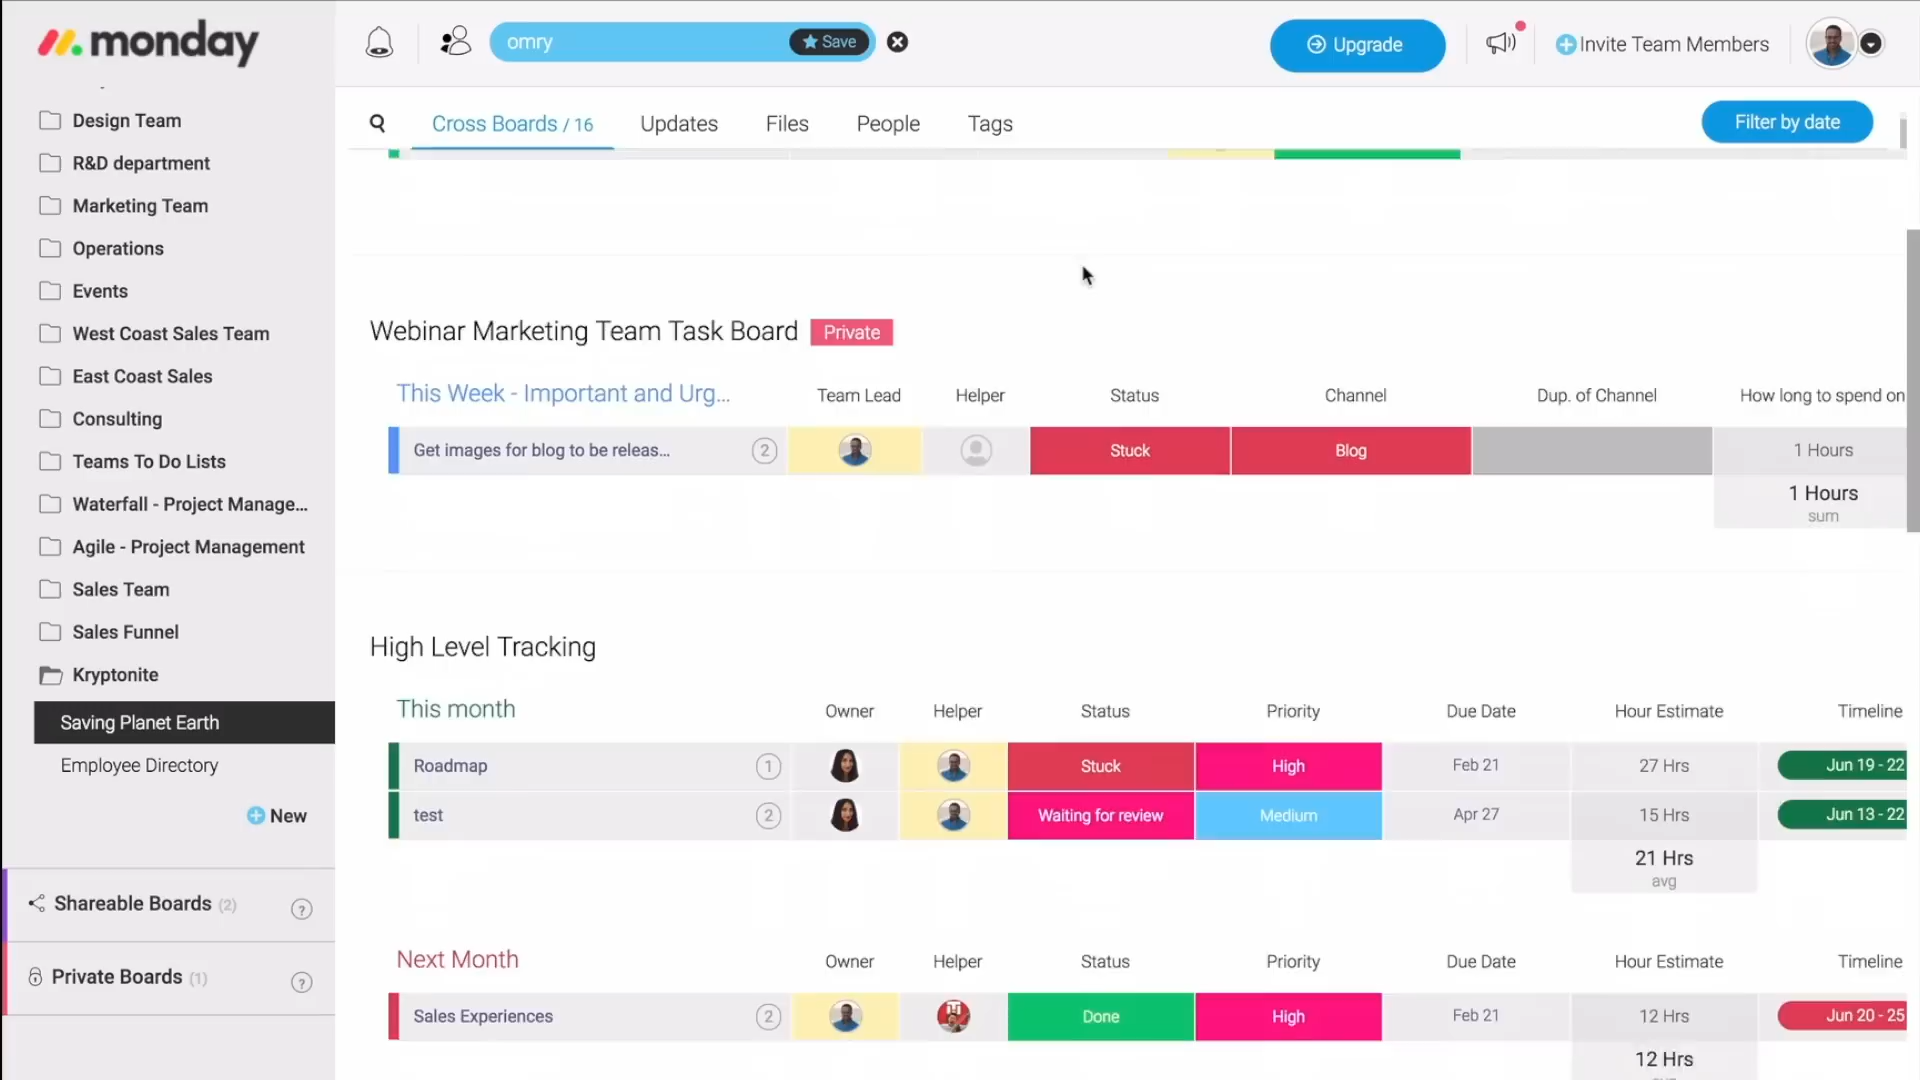 monday
omry
Save
Upgrade
Invite Team Members
Design Team
R&D department
Marketing Team
Operations
Events
West Coast Sales Team
East Coast Sales
Consulting
Teams To Do Lists
Waterfall - Project Manage...
Agile - Project Management
Sales Team
Sales Funnel
Kryptonite
Saving Planet Earth
Employee Directory
New
Shareable Boards (2) ?
Private Boards (1) ?
Cross Boards / 16 Updates Files People Tags
Filter by date
Webinar Marketing Team Task Board Private
This Week - Important and Urg... Team Lead Helper Status Channel Dup. of Channel How long to spend on
Get images for blog to be releas... 2 Stuck Blog 1 Hours
1 Hours
sum
High Level Tracking
This month Owner Helper Status Priority Due Date Hour Estimate Timeline
Roadmap 1 Stuck High Feb 21 27 Hrs Jun 19 - 22
test 2 Waiting for review Medium Apr 27 15 Hrs Jun 13 - 22
21 Hrs
avg
Next Month Owner Helper Status Priority Due Date Hour Estimate Timeline
Sales Experiences 2 Done High Feb 21 12 Hrs Jun 20 - 25
12 Hrs